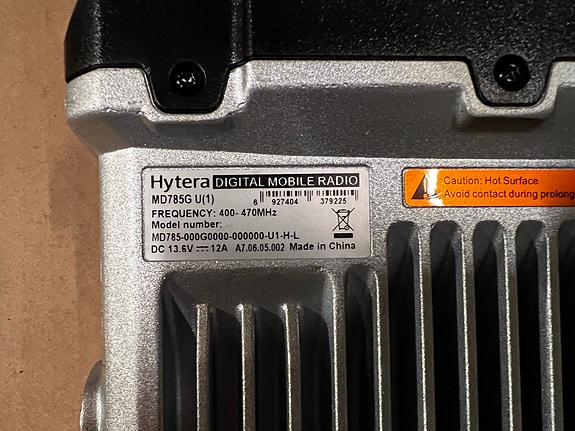 Hytera DIGITAL MOBILE RADIO
MD785G U(1)
6 927404 379225
FREQUENCY: 400- 470MHz
Model number:
MD785-000G0000-000000-U1-H-L
DC 13.6V⎓12A A7.06.05.002 Made in China
Caution: Hot Surface
Avoid contact during prolong